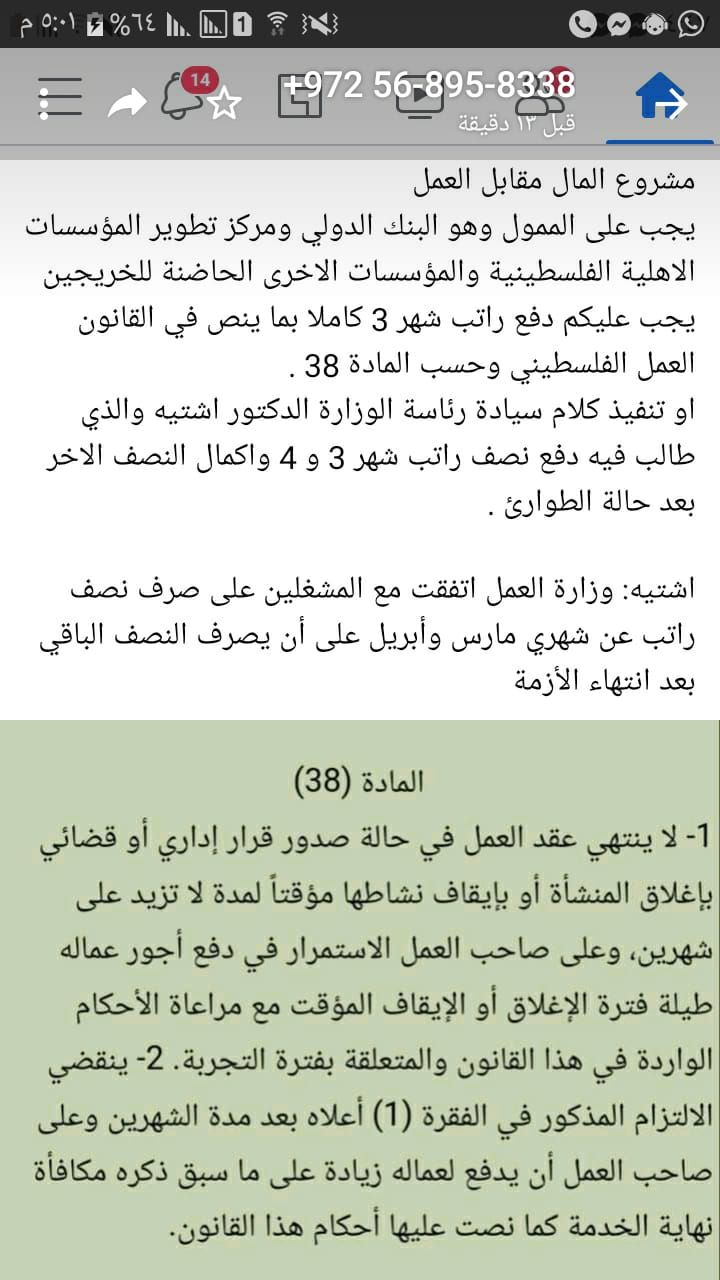 ٥:٠١ م
%٦٤
1
+972 56-895-8338
قبل ١٣ دقيقة
14
مشروع المال مقابل العمل
يجب على الممول وهو البنك الدولي ومركز تطوير المؤسسات
الاهلية الفلسطينية والمؤسسات الاخرى الحاضنة للخريجين
يجب عليكم دفع راتب شهر 3 كاملا بما ينص في القانون
العمل الفلسطيني وحسب المادة 38 .
او تنفيذ كلام سيادة رئاسة الوزارة الدكتور اشتيه والذي
طالب فيه دفع نصف راتب شهر 3 و 4 واكمال النصف الاخر
بعد حالة الطوارئ .
اشتيه: وزارة العمل اتفقت مع المشغلين على صرف نصف
راتب عن شهري مارس وأبريل على أن يصرف النصف الباقي
بعد انتهاء الأزمة
المادة (38)
1- لا ينتهي عقد العمل في حالة صدور قرار إداري أو قضائي
بإغلاق المنشأة أو بإيقاف نشاطها مؤقتاً لمدة لا تزيد على
شهرين، وعلى صاحب العمل الاستمرار في دفع أجور عماله
طيلة فترة الإغلاق أو الإيقاف المؤقت مع مراعاة الأحكام
الواردة في هذا القانون والمتعلقة بفترة التجربة. 2- ينقضي
الالتزام المذكور في الفقرة (1) أعلاه بعد مدة الشهرين وعلى
صاحب العمل أن يدفع لعماله زيادة على ما سبق ذكره مكافأة
نهاية الخدمة كما نصت عليها أحكام هذا القانون.